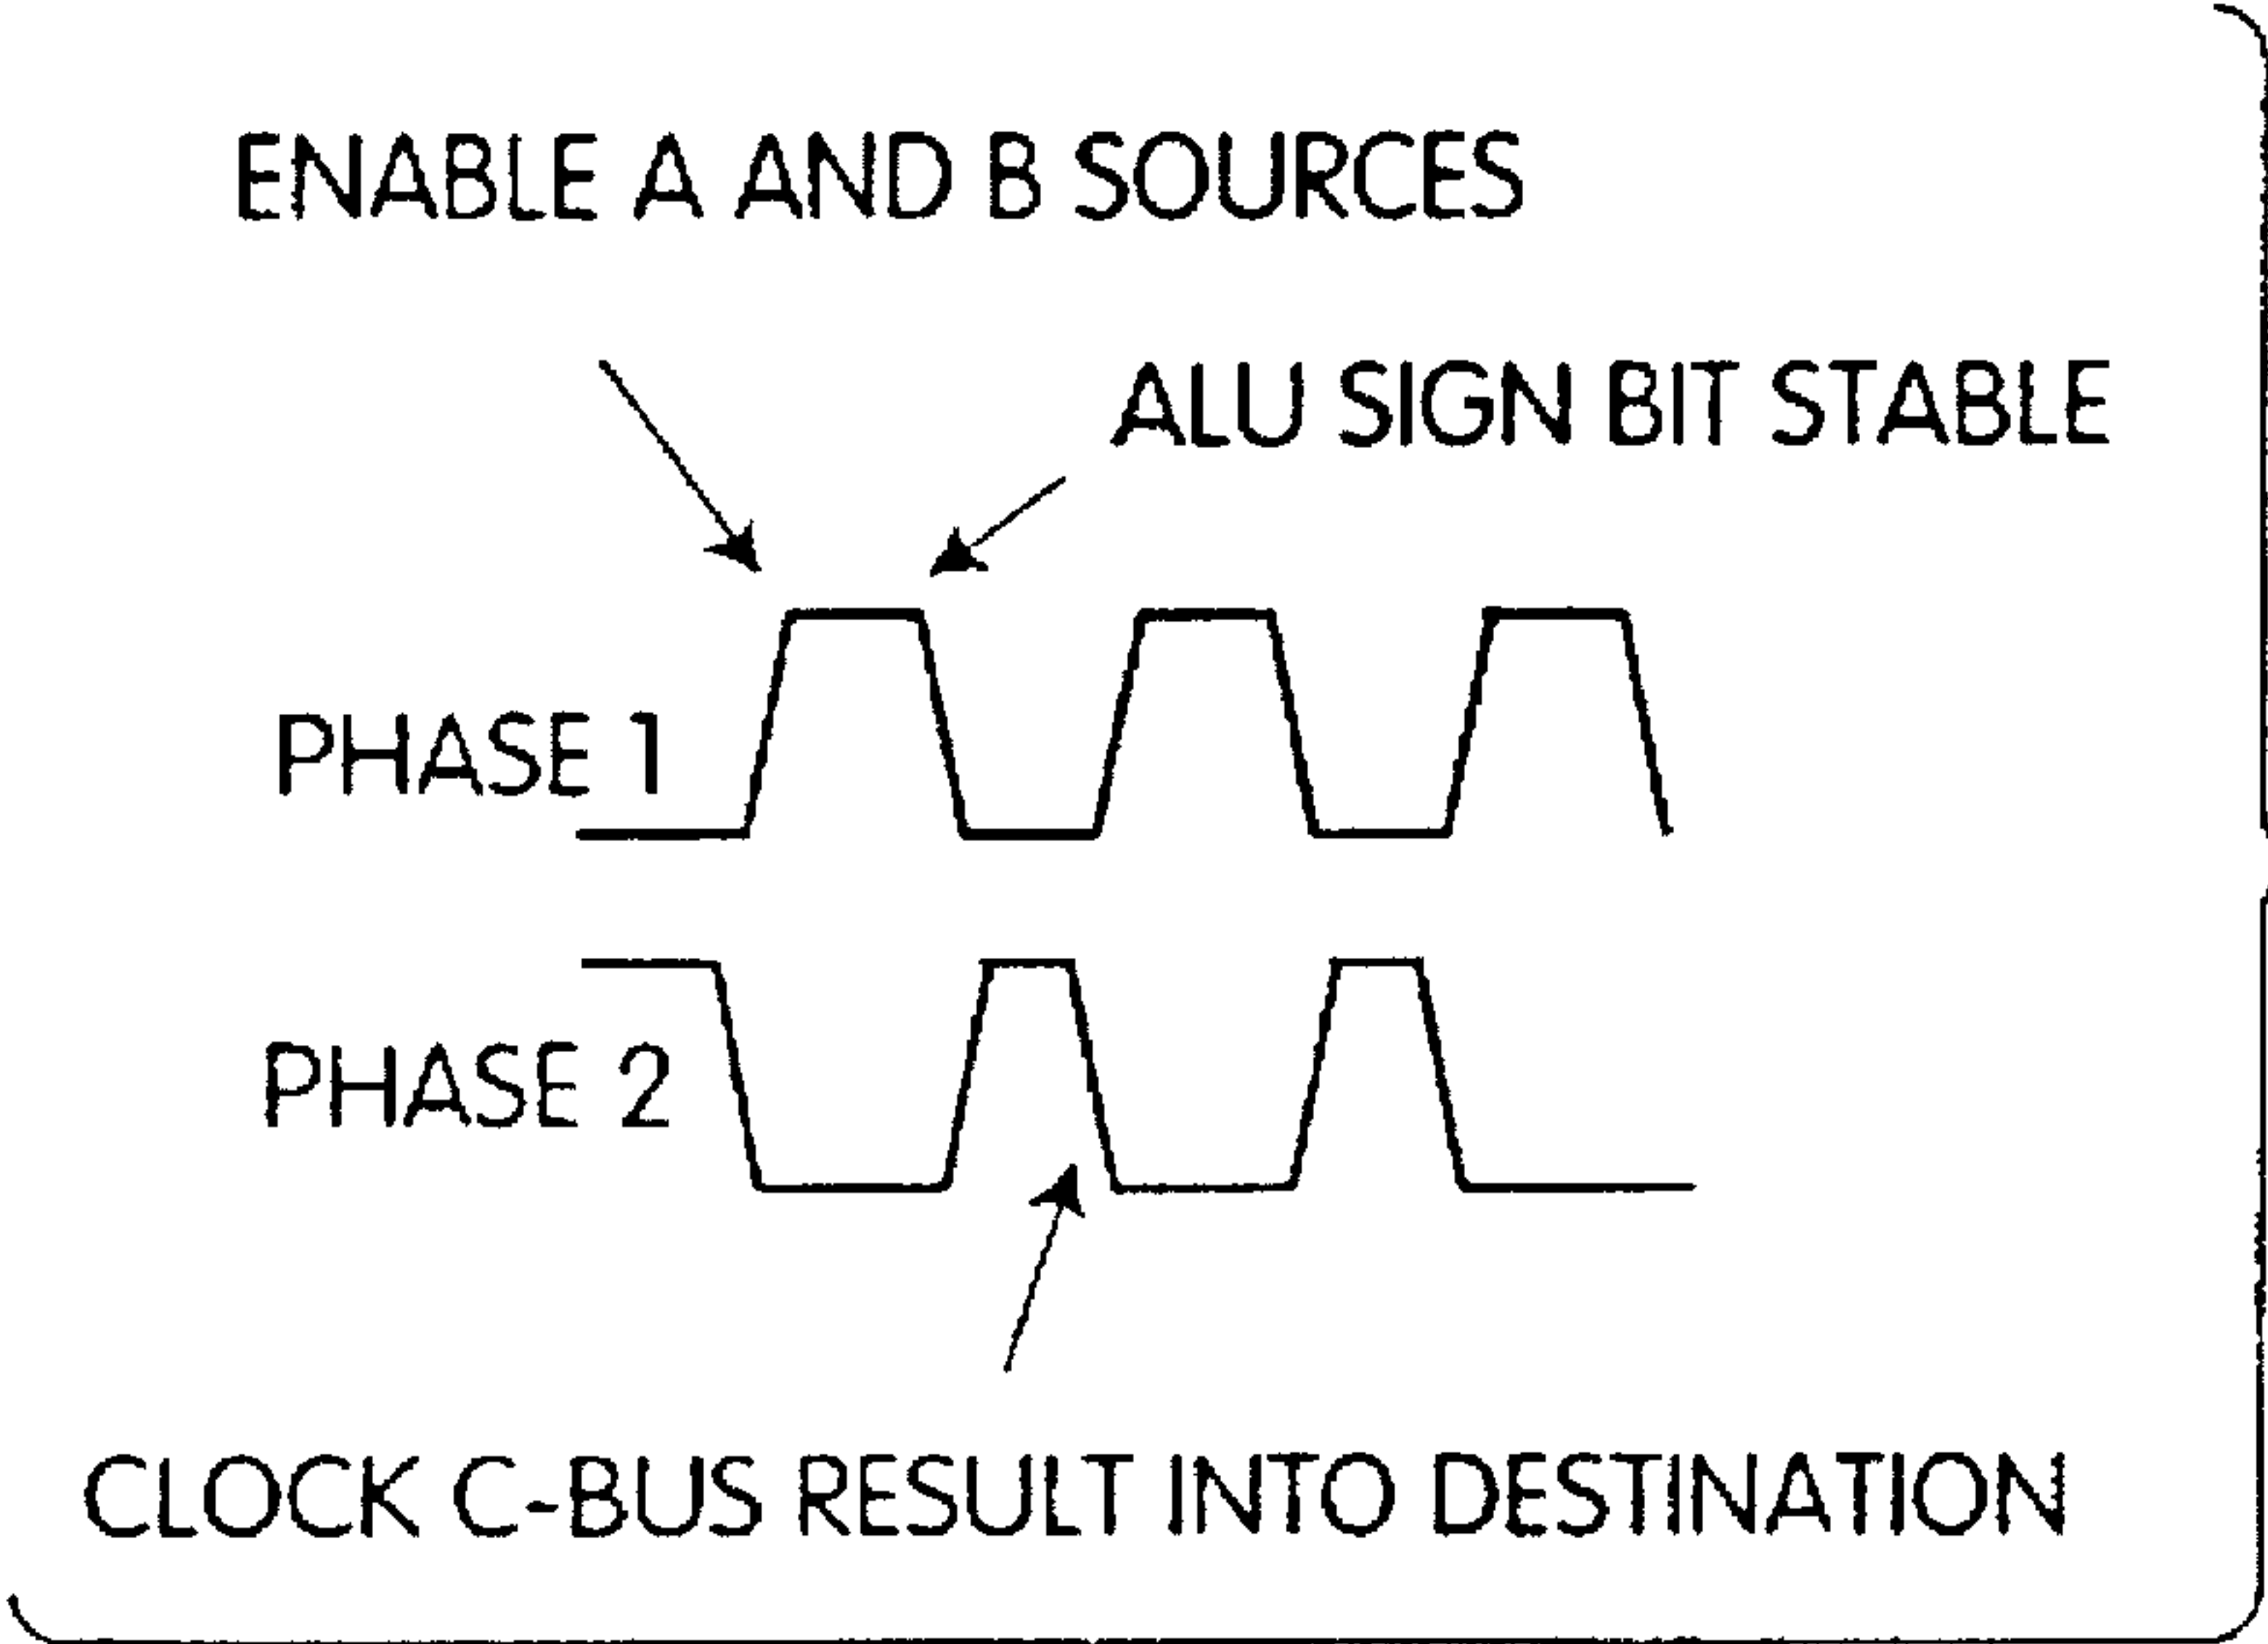 ENABLE A AND B SOURCES
ALU SIGN BIT STABLE
PHASE 1
PHASE 2
CLOCK C-BUS RESULT INTO DESTINATION